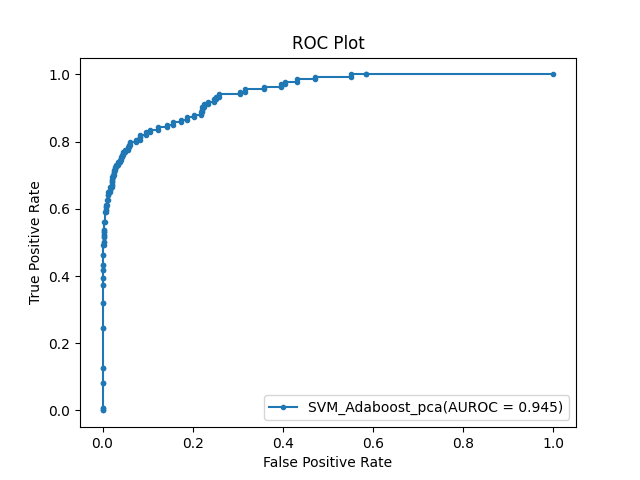 ROC Plot
True Positive Rate
1.0
0.8
0.6
0.4
0.2
0.0
SVM_Adaboost_pca(AUROC = 0.945)
0.0 0.2 0.4 0.6 0.8 1.0
False Positive Rate